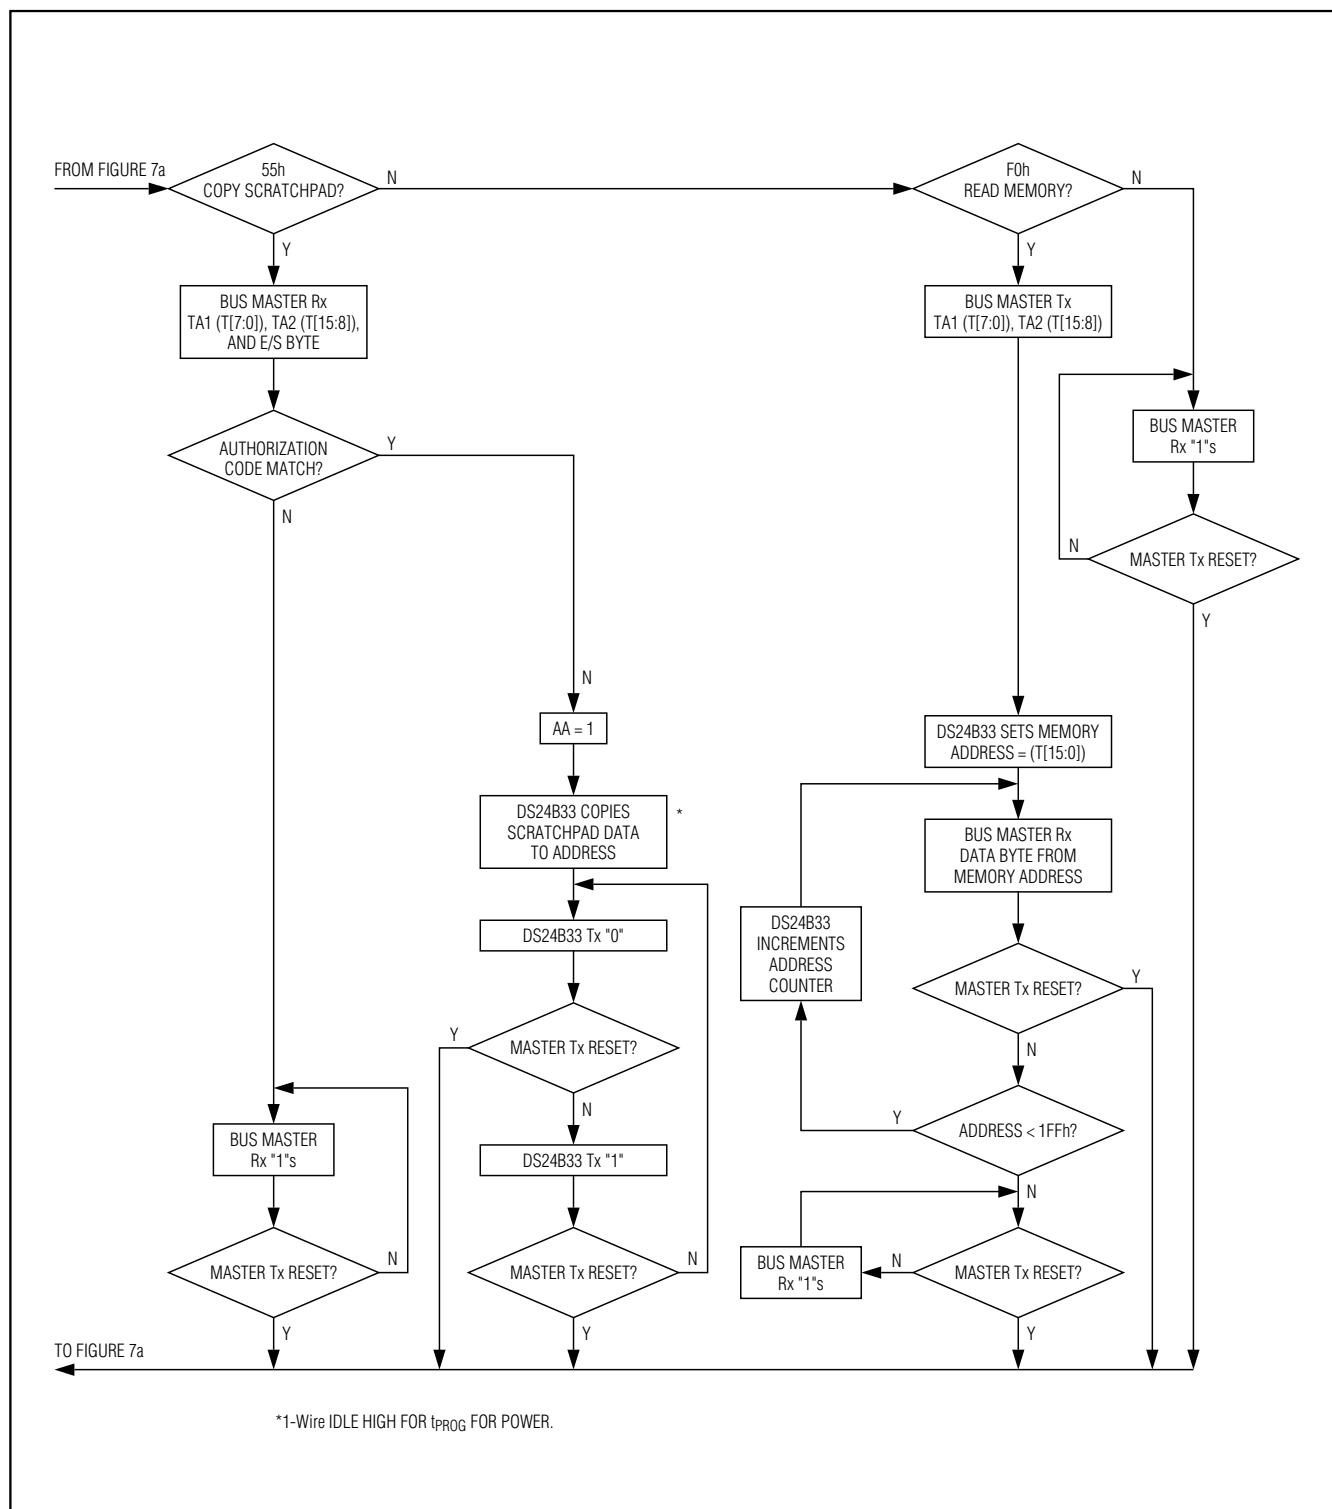 FROM FIGURE 7a
55h
COPY SCRATCHPAD?
N
F0h
READ MEMORY?
N
Y
Y
BUS MASTER Rx
TA1 (T[7:0]), TA2 (T[15:8]),
AND E/S BYTE
BUS MASTER Tx
TA1 (T[7:0]), TA2 (T[15:8])
BUS MASTER
Rx "1"s
AUTHORIZATION
CODE MATCH?
Y
N
N
MASTER Tx RESET?
Y
N
AA = 1
DS24B33 SETS MEMORY
ADDRESS = (T[15:0])
DS24B33 COPIES
SCRATCHPAD DATA
TO ADDRESS
*
BUS MASTER Rx
DATA BYTE FROM
MEMORY ADDRESS
DS24B33 Tx "0"
DS24B33
INCREMENTS
ADDRESS
COUNTER
MASTER Tx RESET?
Y
N
Y
MASTER Tx RESET?
N
Y
ADDRESS < 1FFh?
N
BUS MASTER
Rx "1"s
DS24B33 Tx "1"
MASTER Tx RESET?
N
Y
MASTER Tx RESET?
N
Y
BUS MASTER
Rx "1"s
N
MASTER Tx RESET?
Y
TO FIGURE 7a
*1-Wire IDLE HIGH FOR tPROG FOR POWER.